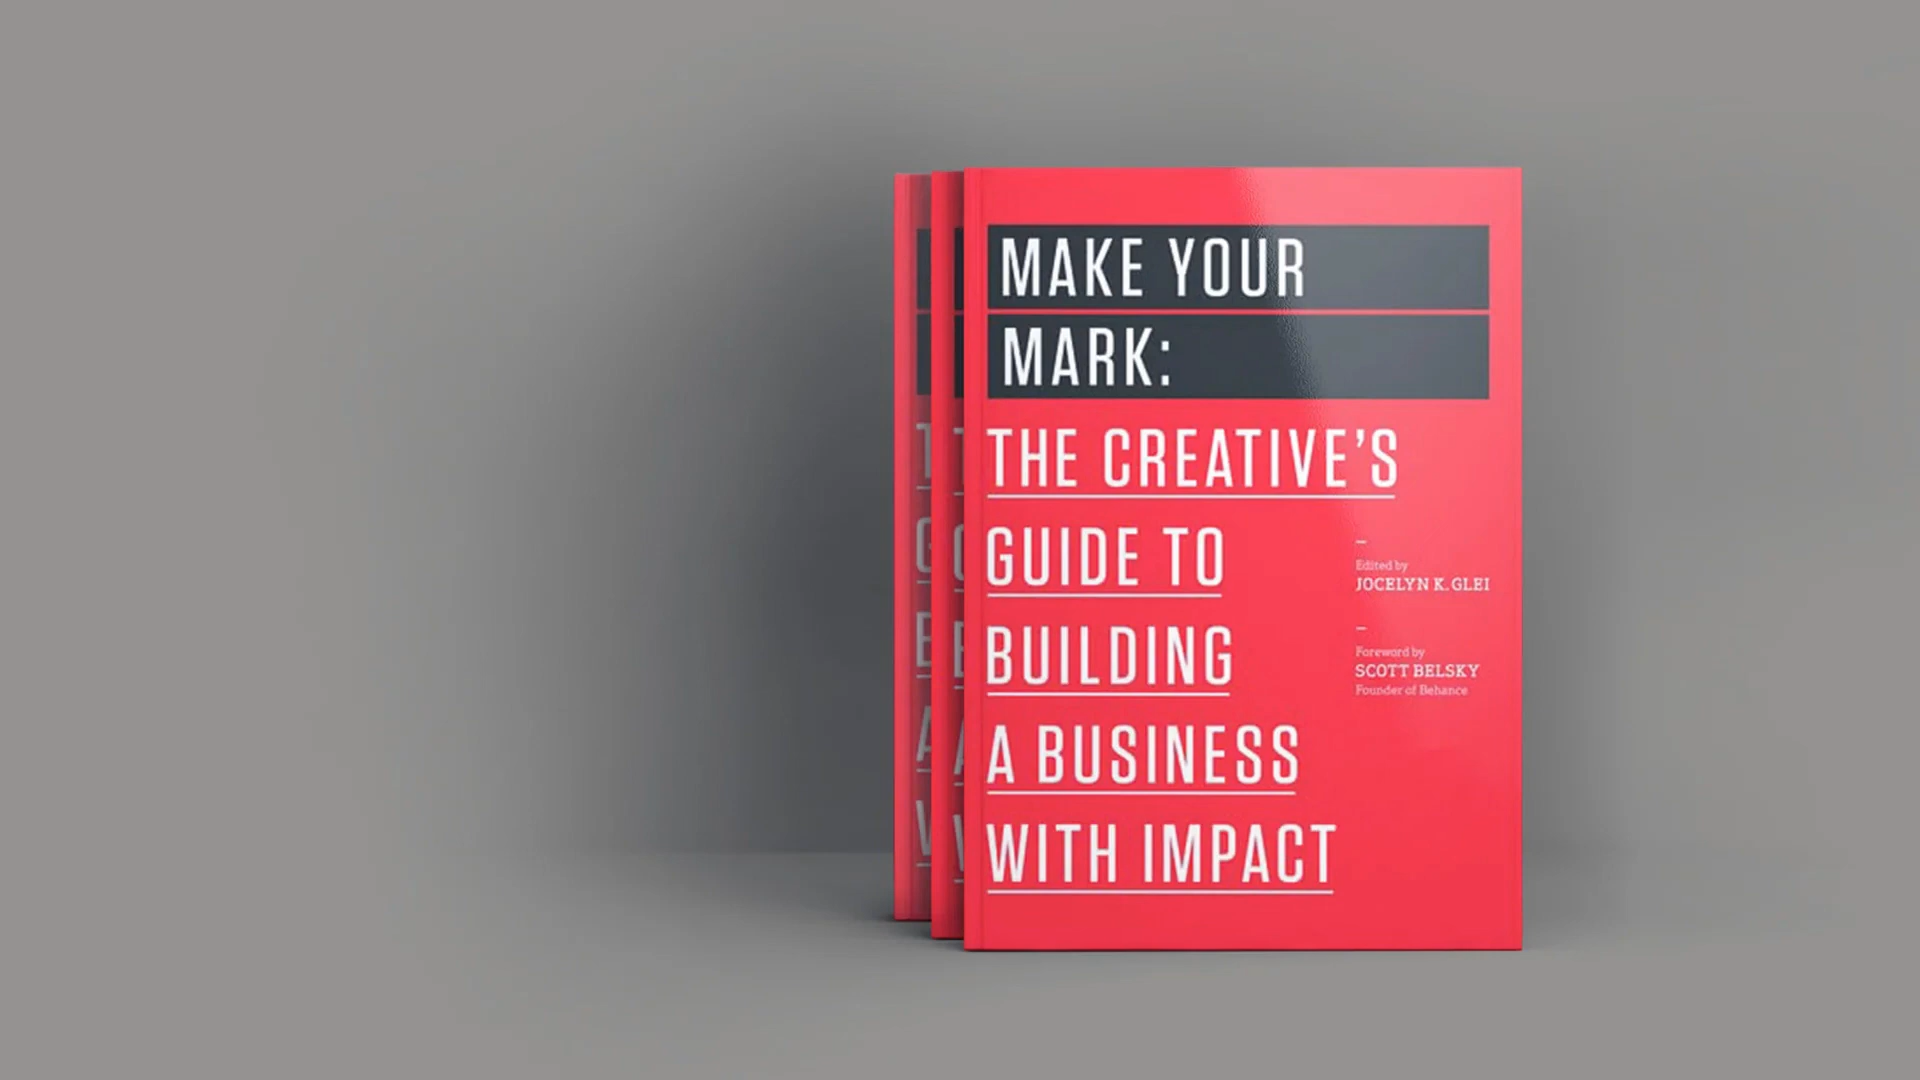 MAKE YOUR
MARK:
THE CREATIVE’S
GUIDE TO
BUILDING
A BUSINESS
WITH IMPACT
Edited by
JOCELYN K. GLEI
Foreword by
SCOTT BELSKY
Founder of Behance